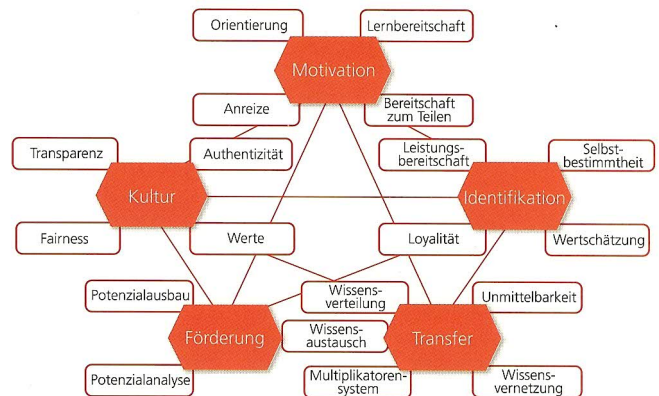 Orientierung
Lernbereitschaft
Motivation
Anreize
Bereitschaft
zum Teilen
Transparenz
Authentizität
Leistungs-
bereitschaft
Selbst-
bestimmtheit
Kultur
Identifikation
Fairness
Werte
Loyalität
Wertschätzung
Potenzialausbau
Wissens-
verteilung
Unmittelbarkeit
Förderung
Wissens-
austausch
Transfer
Potenzialanalyse
Multiplikatoren-
system
Wissens-
vernetzung